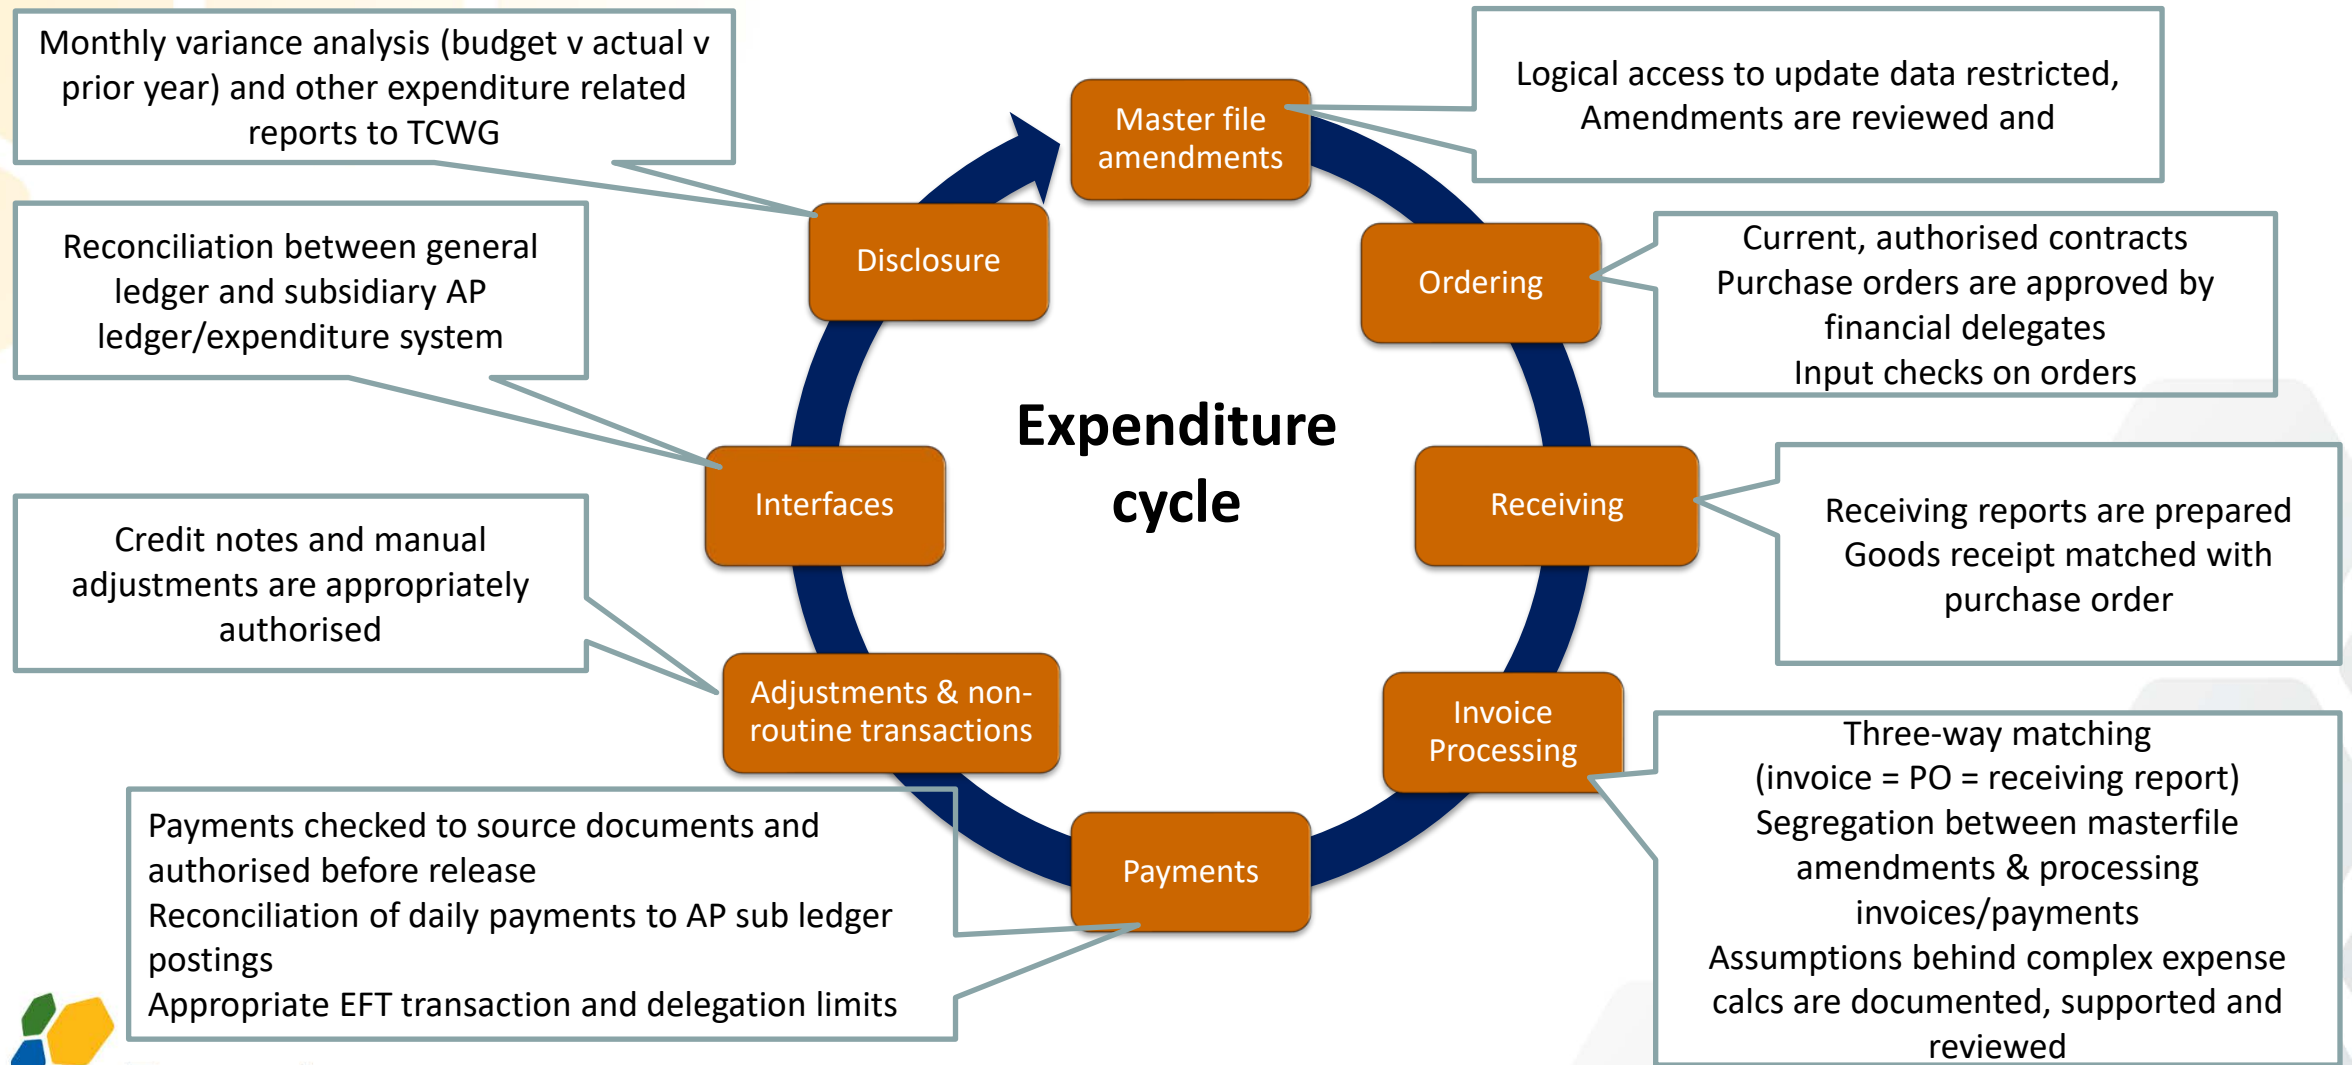 Monthly variance analysis (budget v actual v
prior year) and other expenditure related
reports to TCWG
Master file
amendments
Logical access to update data restricted,
Amendments are reviewed and
Disclosure
Ordering
Current, authorised contracts
Purchase orders are approved by
financial delegates
Input checks on orders
Reconciliation between general
ledger and subsidiary AP
ledger/expenditure system
Expenditure
cycle
Interfaces
Receiving
Receiving reports are prepared
Goods receipt matched with
purchase order
Credit notes and manual
adjustments are appropriately
authorised
Adjustments & non-
routine transactions
Invoice
Processing
Three-way matching
(invoice = PO = receiving report)
Segregation between masterfile
amendments & processing
invoices/payments
Assumptions behind complex expense
calcs are documented, supported and
reviewed
Payments
Payments checked to source documents and
authorised before release
Reconciliation of daily payments to AP sub ledger
postings
Appropriate EFT transaction and delegation limits